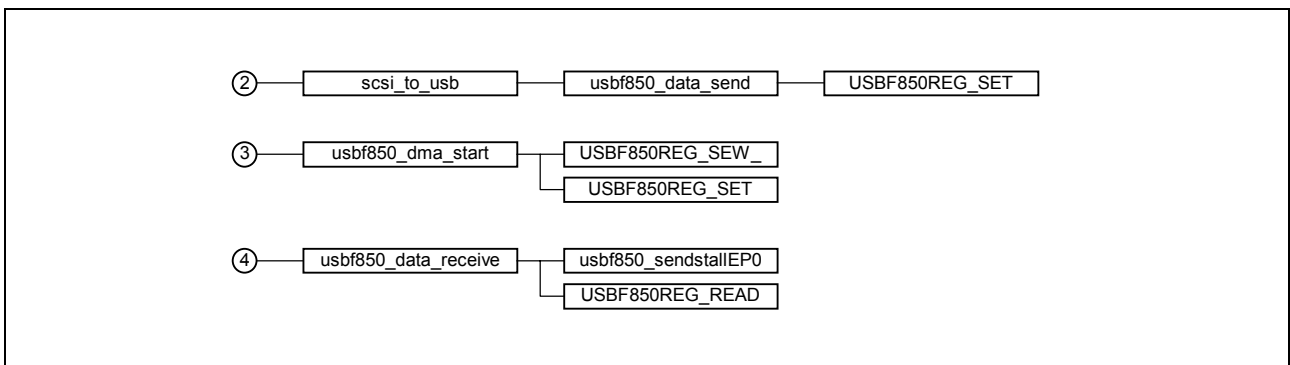 ② scsi_to_usb usbf850_data_send USBF850REG_SET
③ usbf850_dma_start USBF850REG_SEW_
USBF850REG_SET
④ usbf850_data_receive usbf850_sendstallEP0
USBF850REG_READ